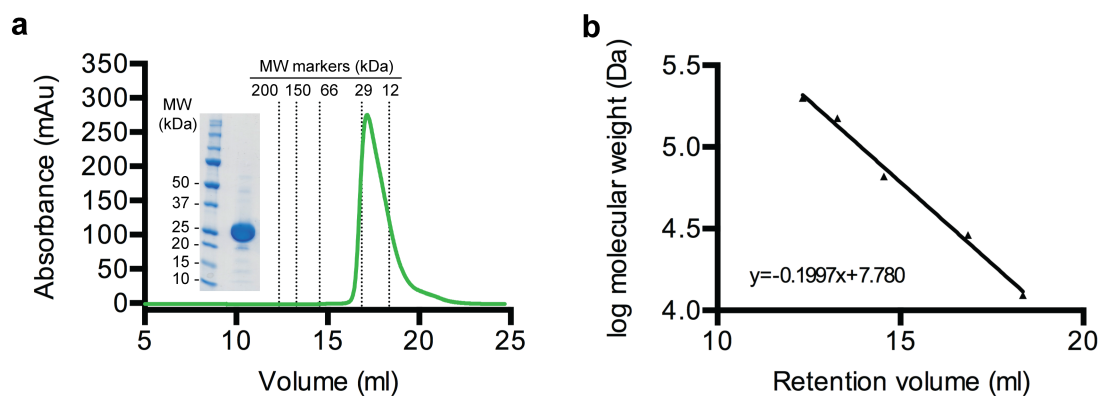 a
Absorbance (mAu)
350
300
250
200
150
100
50
0
MW markers (kDa)
200 150 66 29 12
MW
(kDa)
50 -
37 -
25 -
20 -
15 -
10 -
5 10 15 20 25
Volume (ml)
b
log molecular weight (Da)
5.5
5.0
4.5
4.0
y=-0.1997x+7.780
10 15 20
Retention volume (ml)